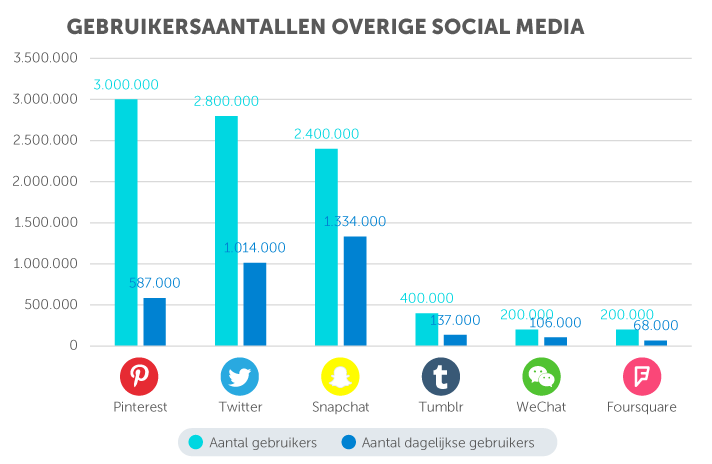 GEBRUIKERSAANTALLEN OVERIGE SOCIAL MEDIA
3.500.000
3.000.000
2.500.000
2.000.000
1.500.000
1.000.000
500.000
0
3.000.000
587.000
2.800.000
1.014.000
2.400.000
1.334.000
400.000
137.000
200.000
106.000
200.000
68.000
Pinterest
Twitter
Snapchat
Tumblr
WeChat
Foursquare
Aantal gebruikers
Aantal dagelijkse gebruikers